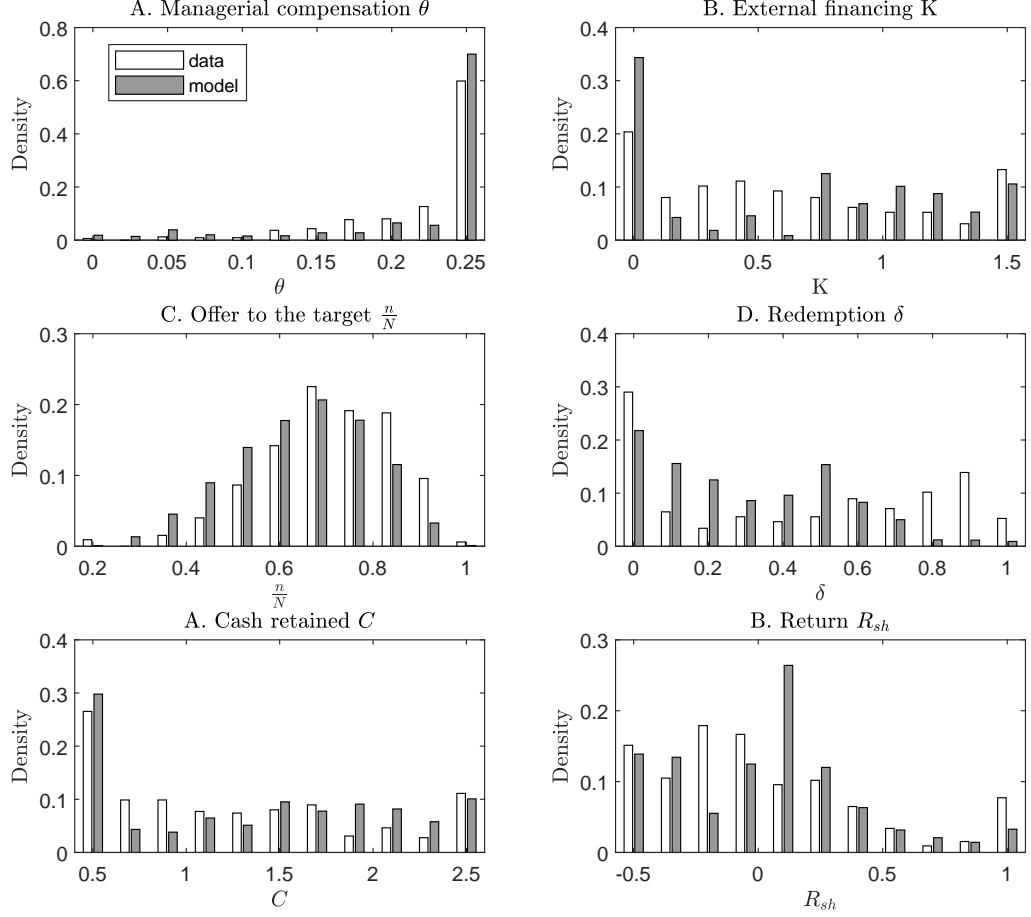 A. Managerial compensation θ
Density
0.8
0.6
0.4
0.2
0
data
model
0 0.05 0.1 0.15 0.2 0.25
θ
B. External financing K
Density
0.4
0.3
0.2
0.1
0
0 0.5 1 1.5
K
C. Offer to the target n/N
Density
0.3
0.2
0.1
0
0.2 0.4 0.6 0.8 1
n/N
D. Redemption δ
Density
0.4
0.3
0.2
0.1
0
0 0.2 0.4 0.6 0.8 1
δ
A. Cash retained C
Density
0.4
0.3
0.2
0.1
0
0.5 1 1.5 2 2.5
C
B. Return R_sh
Density
0.3
0.2
0.1
0
-0.5 0 0.5 1
R_sh